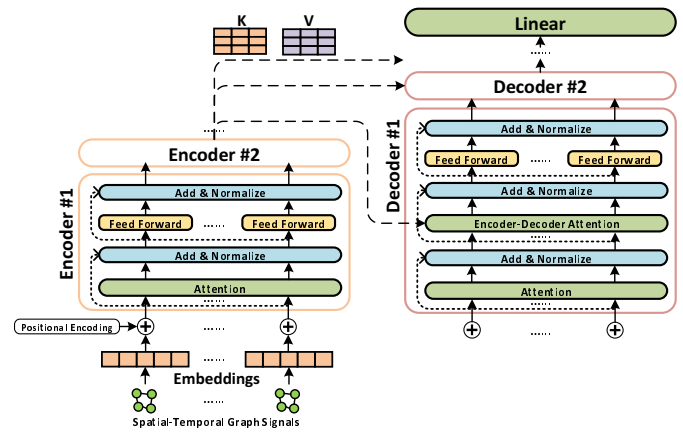 K V
Linear
Decoder #2
......
Encoder #2
Encoder #1
Add & Normalize
Feed Forward ...... Feed Forward
Add & Normalize
Attention
......
Positional Encoding
+ ...... +
......
Embeddings
......
Spatial-Temporal Graph Signals
Decoder #1
Add & Normalize
Feed Forward ...... Feed Forward
Add & Normalize
Encoder-Decoder Attention
......
Add & Normalize
Attention
......
+ ...... +